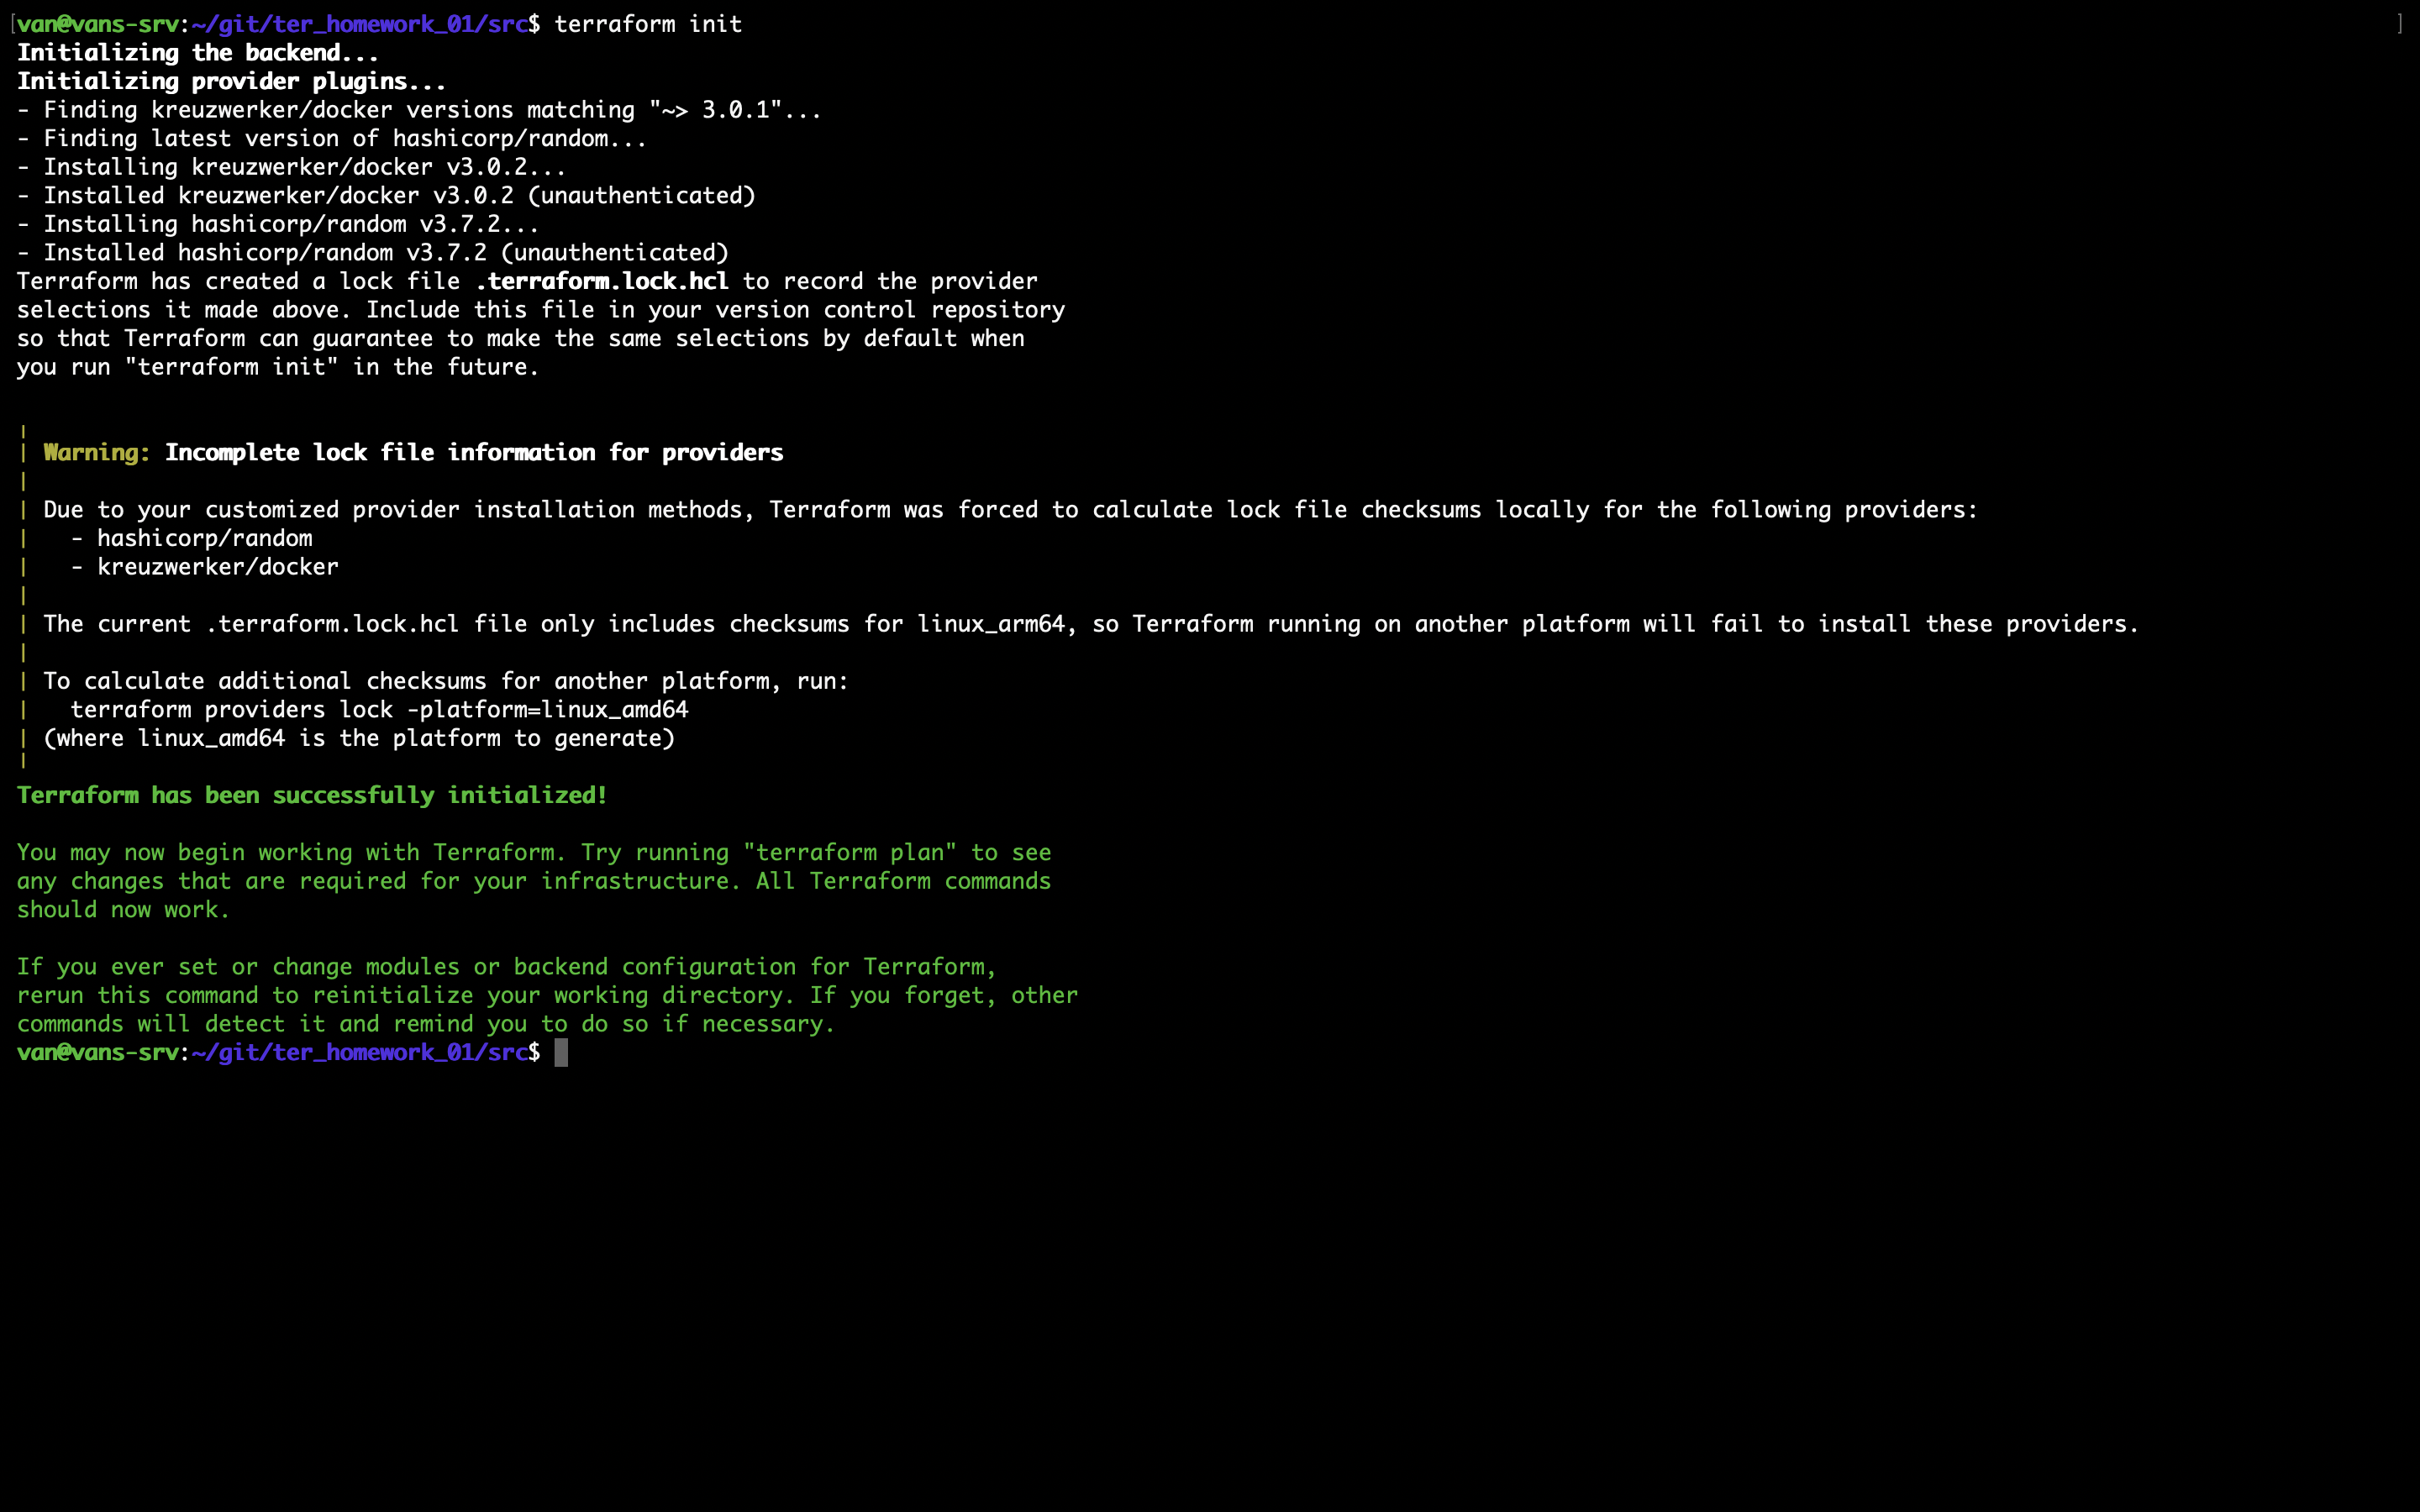 [van@vans-srv:~/git/ter_homework_01/src$ terraform init ]
Initializing the backend...
Initializing provider plugins...
- Finding kreuzwerker/docker versions matching "~> 3.0.1"...
- Finding latest version of hashicorp/random...
- Installing kreuzwerker/docker v3.0.2...
- Installed kreuzwerker/docker v3.0.2 (unauthenticated)
- Installing hashicorp/random v3.7.2...
- Installed hashicorp/random v3.7.2 (unauthenticated)
Terraform has created a lock file .terraform.lock.hcl to record the provider
selections it made above. Include this file in your version control repository
so that Terraform can guarantee to make the same selections by default when
you run "terraform init" in the future.

╷
│ Warning: Incomplete lock file information for providers
│
│ Due to your customized provider installation methods, Terraform was forced to calculate lock file checksums locally for the following providers:
│   - hashicorp/random
│   - kreuzwerker/docker
│
│ The current .terraform.lock.hcl file only includes checksums for linux_arm64, so Terraform running on another platform will fail to install these providers.
│
│ To calculate additional checksums for another platform, run:
│   terraform providers lock -platform=linux_amd64
│ (where linux_amd64 is the platform to generate)
╵
Terraform has been successfully initialized!

You may now begin working with Terraform. Try running "terraform plan" to see
any changes that are required for your infrastructure. All Terraform commands
should now work.

If you ever set or change modules or backend configuration for Terraform,
rerun this command to reinitialize your working directory. If you forget, other
commands will detect it and remind you to do so if necessary.
van@vans-srv:~/git/ter_homework_01/src$